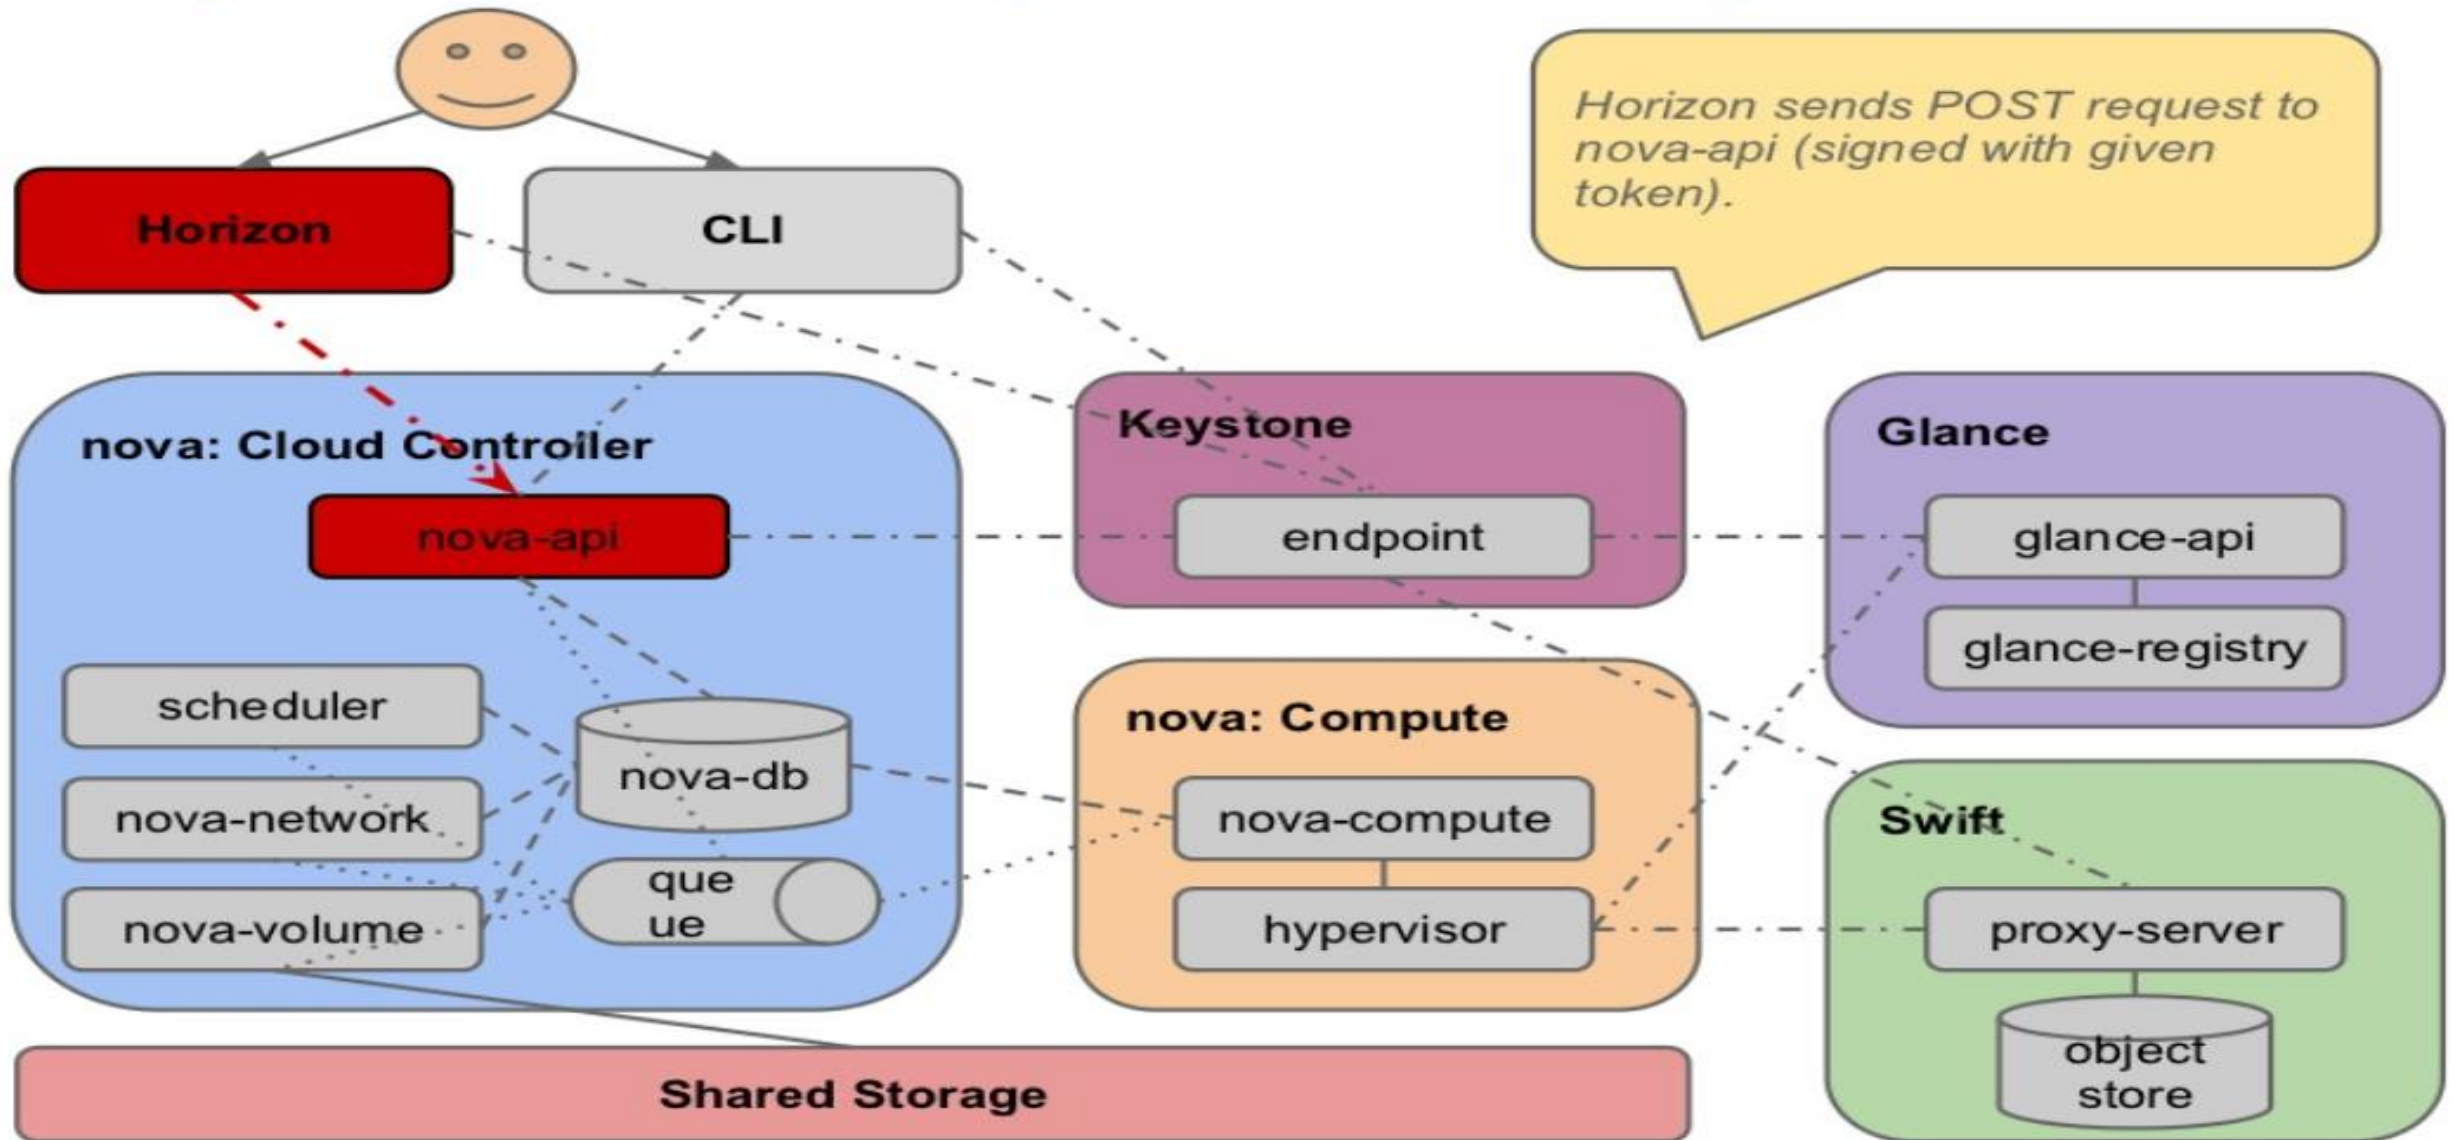 Horizon sends POST request to
nova-api (signed with given
token).
Horizon
CLI
nova: Cloud Controller
nova-api
scheduler
nova-network
nova-volume
nova-db
que
ue
Keystone
endpoint
nova: Compute
nova-compute
hypervisor
Glance
glance-api
glance-registry
Swift
proxy-server
object
store
Shared Storage